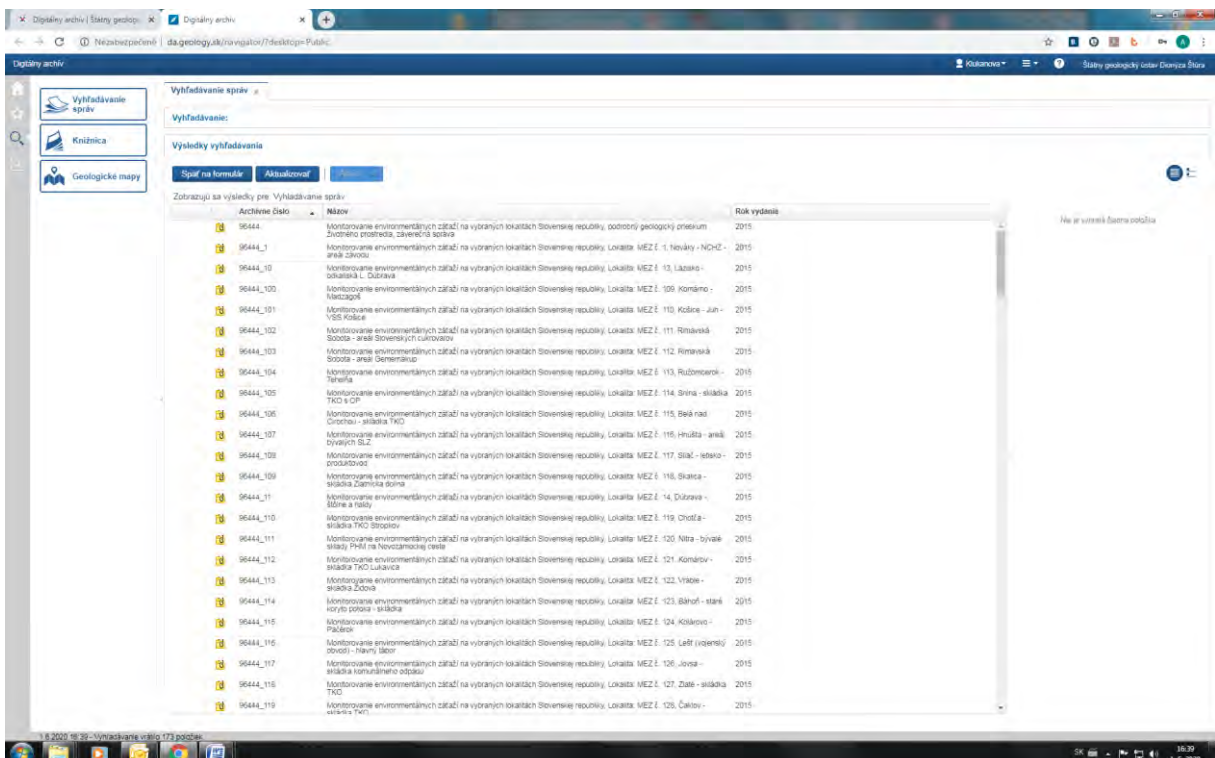 Digitálny archív | Štátny geologi
Digitálny archív
Nezabezpečené | da.geology.sk/navigator/?desktop=Public
Digitálny archív
Klukanova
Štátny geologický ústav Dionýza Štúra
Vyhľadávanie
správ
Knižnica
Geologické mapy
Vyhľadávanie správ
Vyhľadávanie:
Výsledky vyhľadávania
Späť na formulár Aktualizovať
Zobrazujú sa výsledky pre Vyhľadávanie správ
Archívne číslo Názov Rok vydania
96444 Monitorovanie environmentálnych záťaží na vybraných lokalitách Slovenskej republiky, podrobný geologický prieskum 2015
životného prostredia, záverečná správa
96444_1 Monitorovanie environmentálnych záťaží na vybraných lokalitách Slovenskej republiky, Lokalita: MEZ č. 1, Nováky - NCHZ - 2015
areál závodu
96444_10 Monitorovanie environmentálnych záťaží na vybraných lokalitách Slovenskej republiky, Lokalita: MEZ č. 13, Lazisko - 2015
odkaliská L. Dúbrava
96444_100 Monitorovanie environmentálnych záťaží na vybraných lokalitách Slovenskej republiky, Lokalita: MEZ č. 109, Komárno - 2015
Madzagoš
96444_101 Monitorovanie environmentálnych záťaží na vybraných lokalitách Slovenskej republiky, Lokalita: MEZ č. 110, Košice - Juh - 2015
VSS Košice
96444_102 Monitorovanie environmentálnych záťaží na vybraných lokalitách Slovenskej republiky, Lokalita: MEZ č. 111, Rimavská 2015
Sobota - areál Slovenských cukrovarov
96444_103 Monitorovanie environmentálnych záťaží na vybraných lokalitách Slovenskej republiky, Lokalita: MEZ č. 112, Rimavská 2015
Sobota - areál Gemernákup
96444_104 Monitorovanie environmentálnych záťaží na vybraných lokalitách Slovenskej republiky, Lokalita: MEZ č. 113, Ružomberok - 2015
Tehelňa
96444_105 Monitorovanie environmentálnych záťaží na vybraných lokalitách Slovenskej republiky, Lokalita: MEZ č. 114, Snina - skládka 2015
TKO s OP
96444_106 Monitorovanie environmentálnych záťaží na vybraných lokalitách Slovenskej republiky, Lokalita: MEZ č. 115, Belá nad 2015
Cirochou - skládka TKO
96444_107 Monitorovanie environmentálnych záťaží na vybraných lokalitách Slovenskej republiky, Lokalita: MEZ č. 116, Hnúšťa - areál 2015
bývalých SLZ
96444_108 Monitorovanie environmentálnych záťaží na vybraných lokalitách Slovenskej republiky, Lokalita: MEZ č. 117, Sliač - letisko - 2015
produktovod
96444_109 Monitorovanie environmentálnych záťaží na vybraných lokalitách Slovenskej republiky, Lokalita: MEZ č. 118, Skalica - 2015
skládka Zlatnícka dolina
96444_11 Monitorovanie environmentálnych záťaží na vybraných lokalitách Slovenskej republiky, Lokalita: MEZ č. 14, Dúbrava - 2015
štôlne a haldy
96444_110 Monitorovanie environmentálnych záťaží na vybraných lokalitách Slovenskej republiky, Lokalita: MEZ č. 119, Chotča - 2015
skládka TKO Stropkov
96444_111 Monitorovanie environmentálnych záťaží na vybraných lokalitách Slovenskej republiky, Lokalita: MEZ č. 120, Nitra - bývalé 2015
sklady PHM na Novozámockej ceste
96444_112 Monitorovanie environmentálnych záťaží na vybraných lokalitách Slovenskej republiky, Lokalita: MEZ č. 121, Komárov - 2015
skládka TKO Lukavica
96444_113 Monitorovanie environmentálnych záťaží na vybraných lokalitách Slovenskej republiky, Lokalita: MEZ č. 122, Vráble - 2015
skládka Židová
96444_114 Monitorovanie environmentálnych záťaží na vybraných lokalitách Slovenskej republiky, Lokalita: MEZ č. 123, Báhoň - staré 2015
koryto potoka - skládka
96444_115 Monitorovanie environmentálnych záťaží na vybraných lokalitách Slovenskej republiky, Lokalita: MEZ č. 124, Kolárovo - 2015
Pačérok
96444_116 Monitorovanie environmentálnych záťaží na vybraných lokalitách Slovenskej republiky, Lokalita: MEZ č. 125, Lešť (vojenský 2015
obvod) - hlavný tábor
96444_117 Monitorovanie environmentálnych záťaží na vybraných lokalitách Slovenskej republiky, Lokalita: MEZ č. 126, Jovsa - 2015
skládka komunálneho odpadu
96444_118 Monitorovanie environmentálnych záťaží na vybraných lokalitách Slovenskej republiky, Lokalita: MEZ č. 127, Zlaté - skládka 2015
TKO
96444_119 Monitorovanie environmentálnych záťaží na vybraných lokalitách Slovenskej republiky, Lokalita: MEZ č. 128, Čaklov - 2015
skládka TKO
Nie je vybraná žiadna položka
1.6.2020 16:39 - Vyhľadávanie vrátilo 173 položiek.
SK
16:39